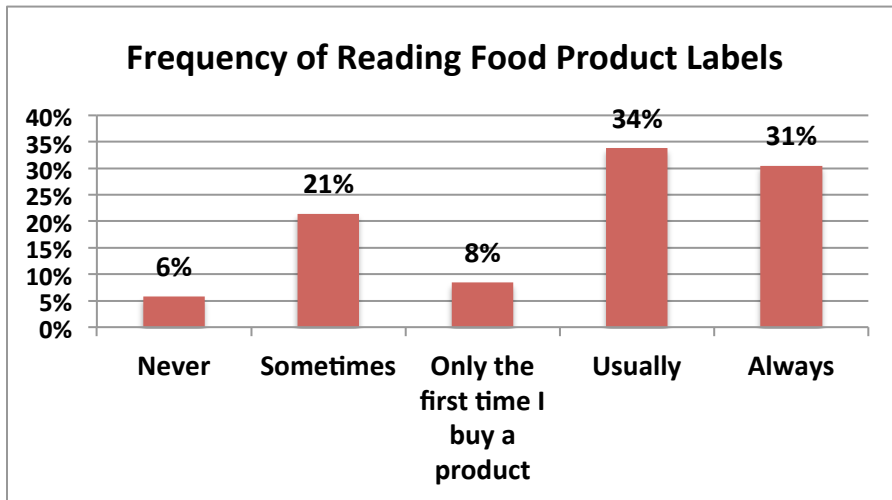 Frequency of Reading Food Product Labels
40%
35%
30%
25%
20%
15%
10%
5%
0%
6%
21%
8%
34%
31%
Never
Sometimes
Only the
first time I
buy a
product
Usually
Always